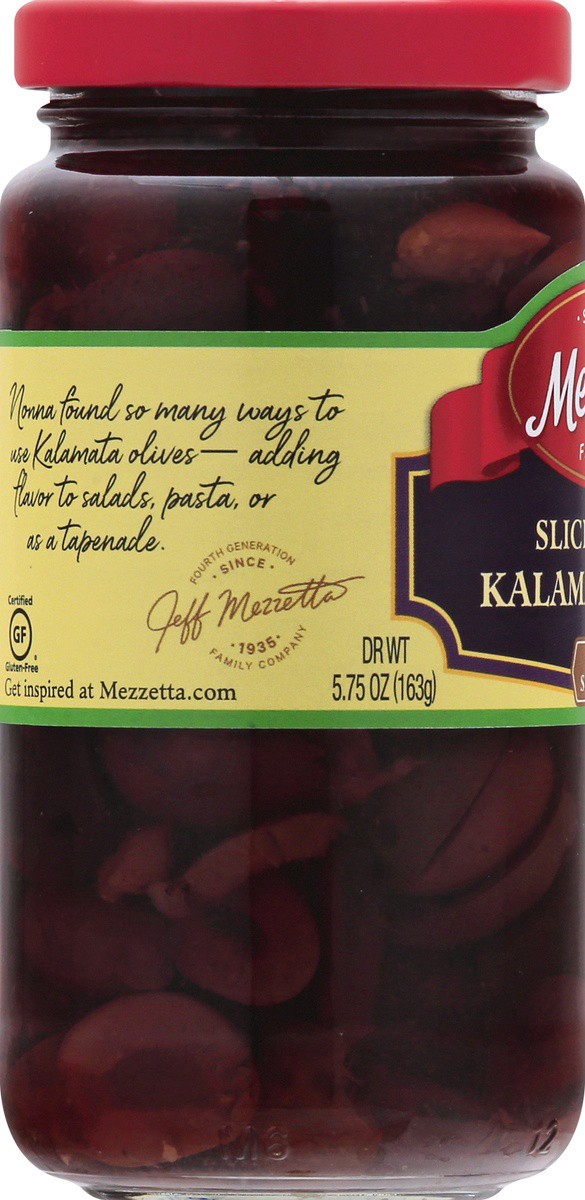 Nonna found so many ways to
use Kalamata olives— adding
flavor to salads, pasta, or
as a tapenade.
FOURTH GENERATION
· SINCE ·
Jeff Mezzetta
· 1935 ·
FAMILY COMPANY
Certified
GF
Gluten-Free
Get inspired at Mezzetta.com
DR WT
5.75 OZ (163g)
Me
F
SLIC
KALAM
S
12